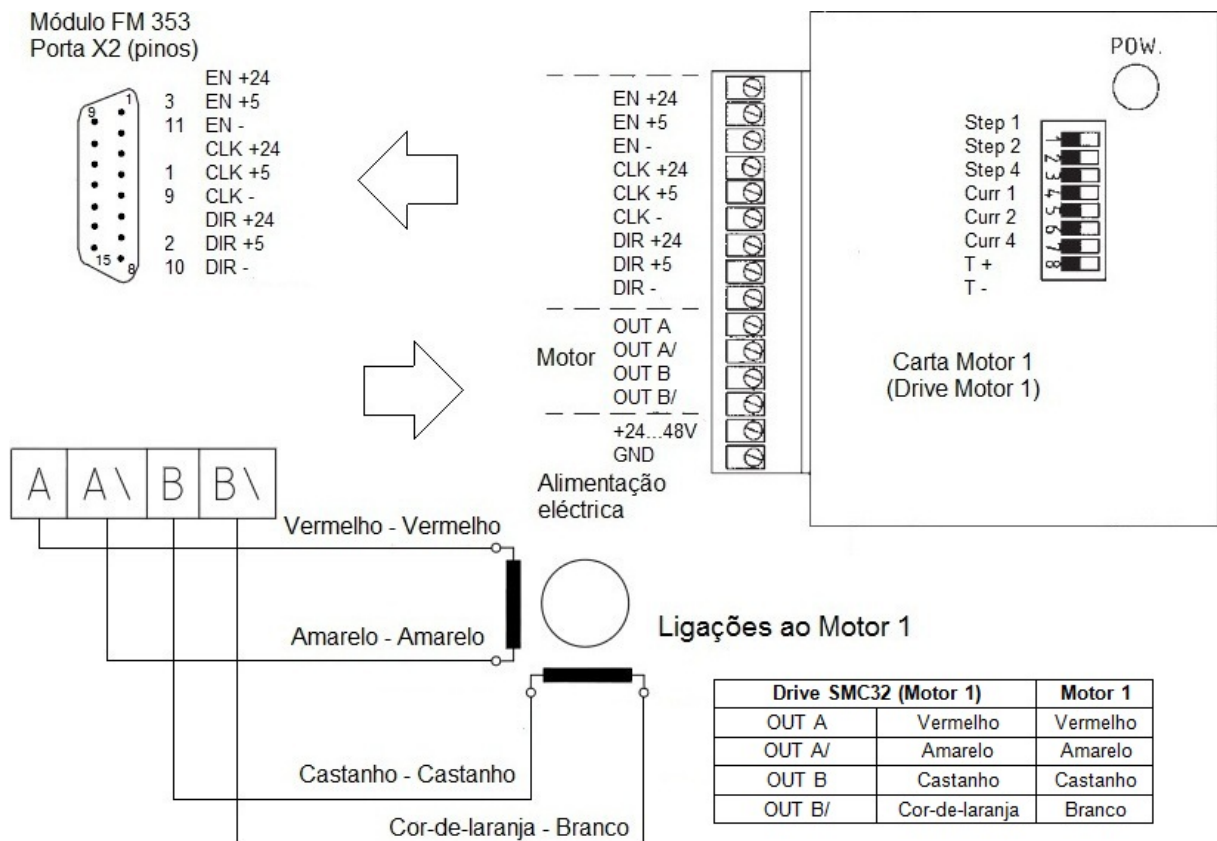 Módulo FM 353
Porta X2 (pinos)
EN +24
3 EN +5
11 EN -
CLK +24
1 CLK +5
9 CLK -
DIR +24
2 DIR +5
10 DIR -
9
1
15
8
EN +24
EN +5
EN -
CLK +24
CLK +5
CLK -
DIR +24
DIR +5
DIR -
Motor
OUT A
OUT A/
OUT B
OUT B/
+24...48V
GND
Alimentação
eléctrica
POW.
Step 1
Step 2
Step 4
Curr 1
Curr 2
Curr 4
T +
T -
1
2
3
4
5
6
7
8
Carta Motor 1
(Drive Motor 1)
A A\ B B\
Vermelho - Vermelho
Amarelo - Amarelo
Castanho - Castanho
Cor-de-laranja - Branco
Ligações ao Motor 1
Drive SMC32 (Motor 1) Motor 1
OUT A Vermelho Vermelho
OUT A/ Amarelo Amarelo
OUT B Castanho Castanho
OUT B/ Cor-de-laranja Branco